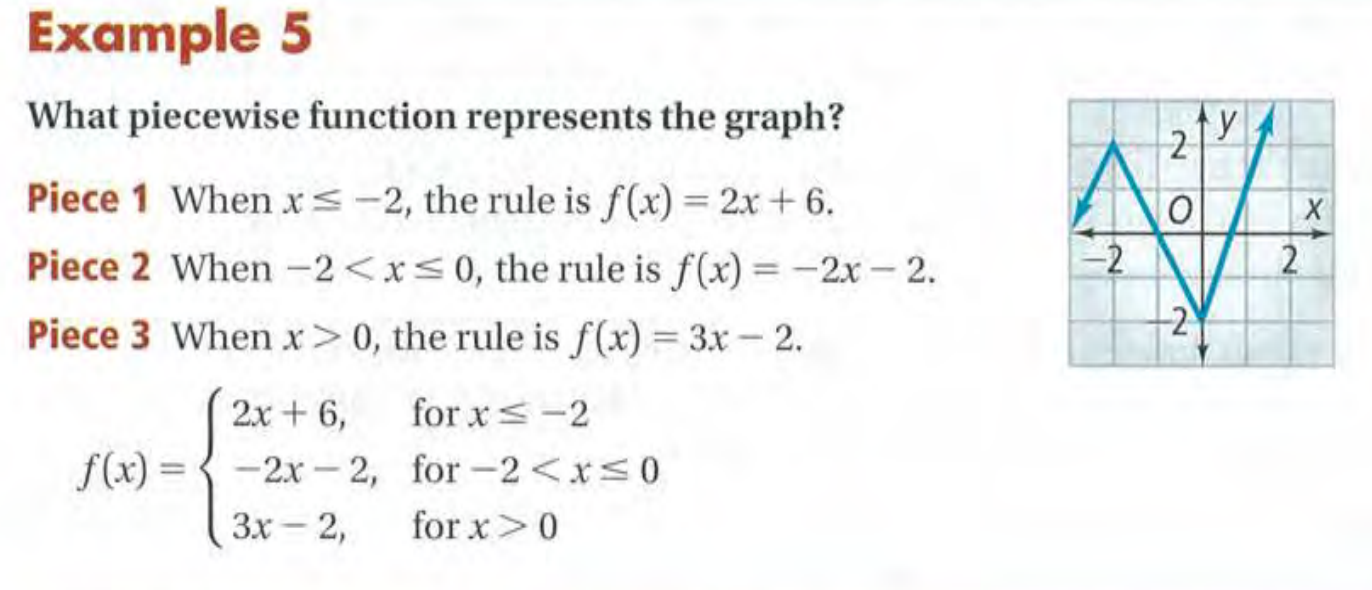 Example 5
What piecewise function represents the graph?
Piece 1 When x ≤ −2, the rule is f(x) = 2x + 6.
Piece 2 When −2 < x ≤ 0, the rule is f(x) = −2x − 2.
Piece 3 When x > 0, the rule is f(x) = 3x − 2.
2x + 6, for x ≤ −2
f(x) = { −2x − 2, for −2 < x ≤ 0
3x − 2, for x > 0
2 y
O x
−2 2
−2